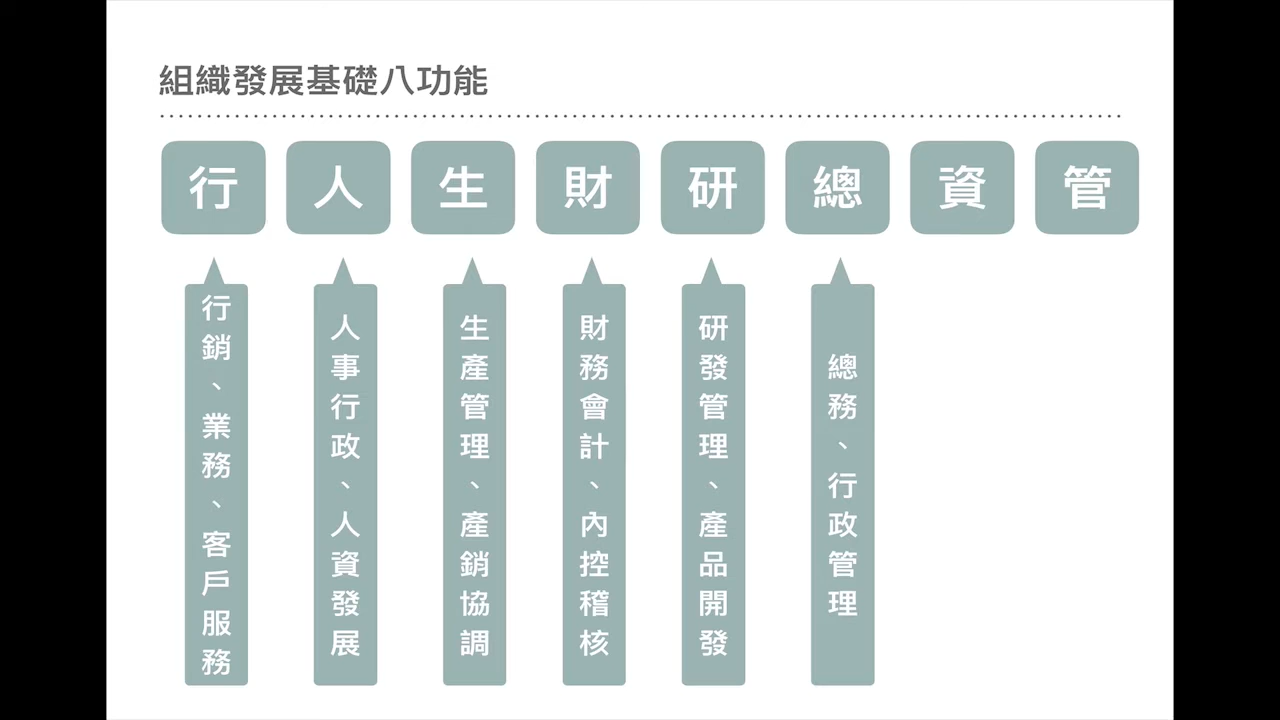 組織發展基礎八功能
行
人
生
財
研
總
資
管
行銷、業務、客戶服務
人事行政、人資發展
生產管理、產銷協調
財務會計、內控稽核
研發管理、產品開發
總務、行政管理